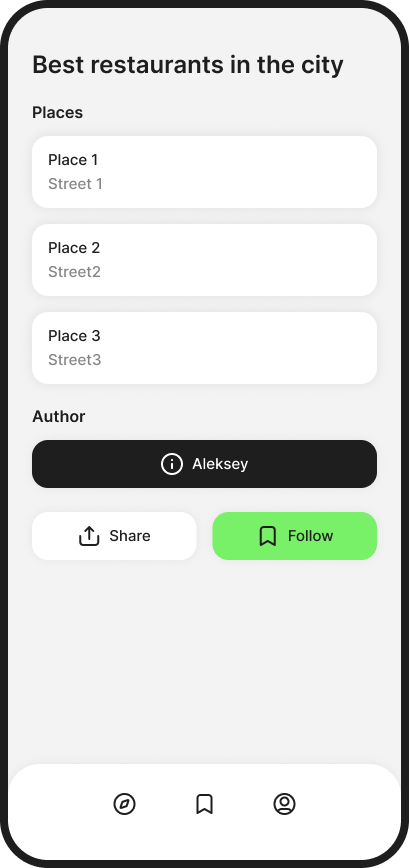 Best restaurants in the city
Places
Place 1
Street 1
Place 2
Street2
Place 3
Street3
Author
Aleksey
Share
Follow